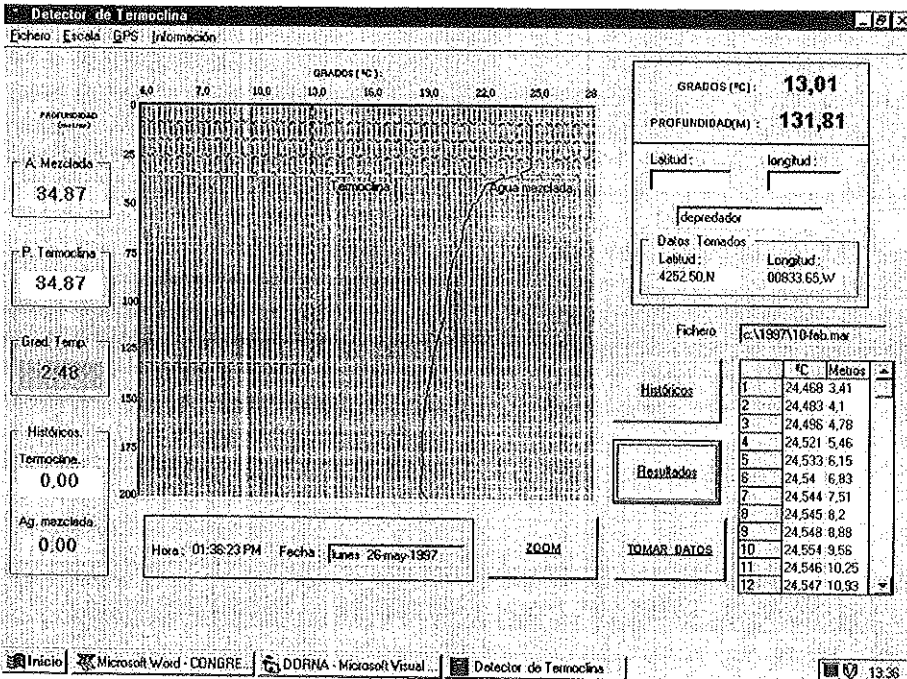 Detector de Termoclina
Fichero Escala GPS Información
GRADOS (ºC):
4,0 7,0 10,0 13,0 16,0 19,0 22,0 25,0 28
PROFUNDIDAD
(metros)
0
25
50
75
100
125
150
175
200
Termoclina
Agua mezclada
A. Mezclada
34.87
P. Termoclina
34.87
Grad. Temp.
2.48
Históricos.
Termoclina.
0.00
Ag. mezclada.
0.00
GRADOS (ºC): 13,01
PROFUNDIDAD(M) : 131,81
Latitud : longitud :
depredador
Datos Tomados
Latitud : Longitud :
4252.50,N 00833.65,W
Fichero c:\1997\10-feb.mar
Históricos
Resultados
ºC Metros
1 24,468 3,41
2 24,483 4,1
3 24,496 4,78
4 24,521 5,46
5 24,533 6,15
6 24,54 6,83
7 24,544 7,51
8 24,545 8,2
9 24,548 8,88
10 24,554 9,56
11 24,546 10,25
12 24,547 10,93
Hora : 01:36:23 PM Fecha : lunes 26-may-1997
ZOOM
TOMAR DATOS
Inicio Microsoft Word - CONGRE... DORNA - Microsoft Visual ... Detector de Termoclina 13:36